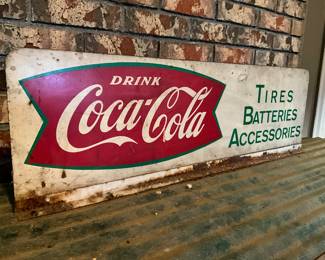 DRINK
Coca-Cola
TIRES
BATTERIES
ACCESSORIES